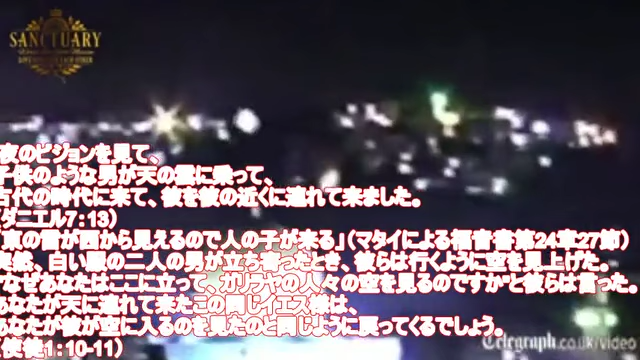 SANCTUARY
夜のビジョンを見て、
子供のような男が天の雲に乗って、
古代の時代に来て、彼を彼の近くに連れて来ました。
(ダニエル7:13)
「東の雷が西から見えるので人の子が来る」(マタイによる福音書第24章27節)
突然、白い服の二人の男が立ち寄ったとき、彼らは行くように空を見上げた。
"なぜあなたはここに立って、ガリラヤの人々の空を見るのですか"と彼らは言った。
あなたが天に連れて来たこの同じイエス様は、
あなたが彼が空に入るのを見たのと同じように戻ってくるでしょう。
(使徒1:10-11)
Telegraph.co.uk/video